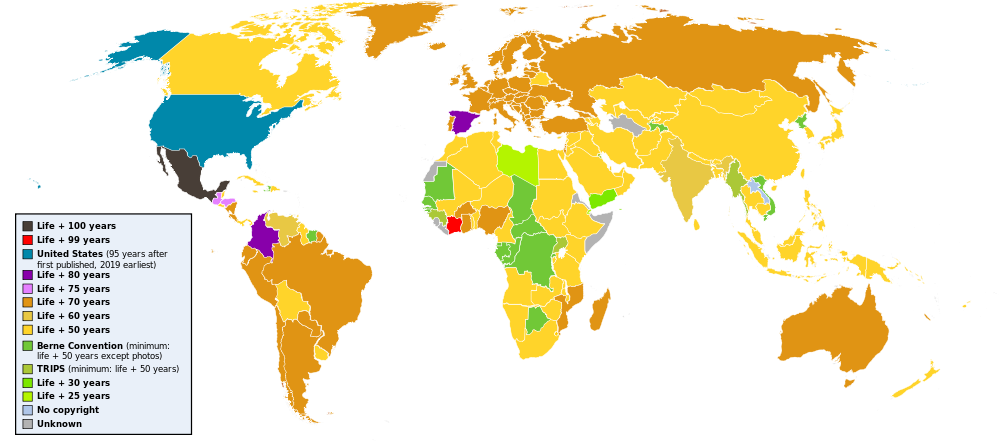 Life + 100 years
Life + 99 years
United States (95 years after
first published, 2019 earliest)
Life + 80 years
Life + 75 years
Life + 70 years
Life + 60 years
Life + 50 years
Berne Convention (minimum:
life + 50 years except photos)
TRIPS (minimum: life + 50 years)
Life + 30 years
Life + 25 years
No copyright
Unknown